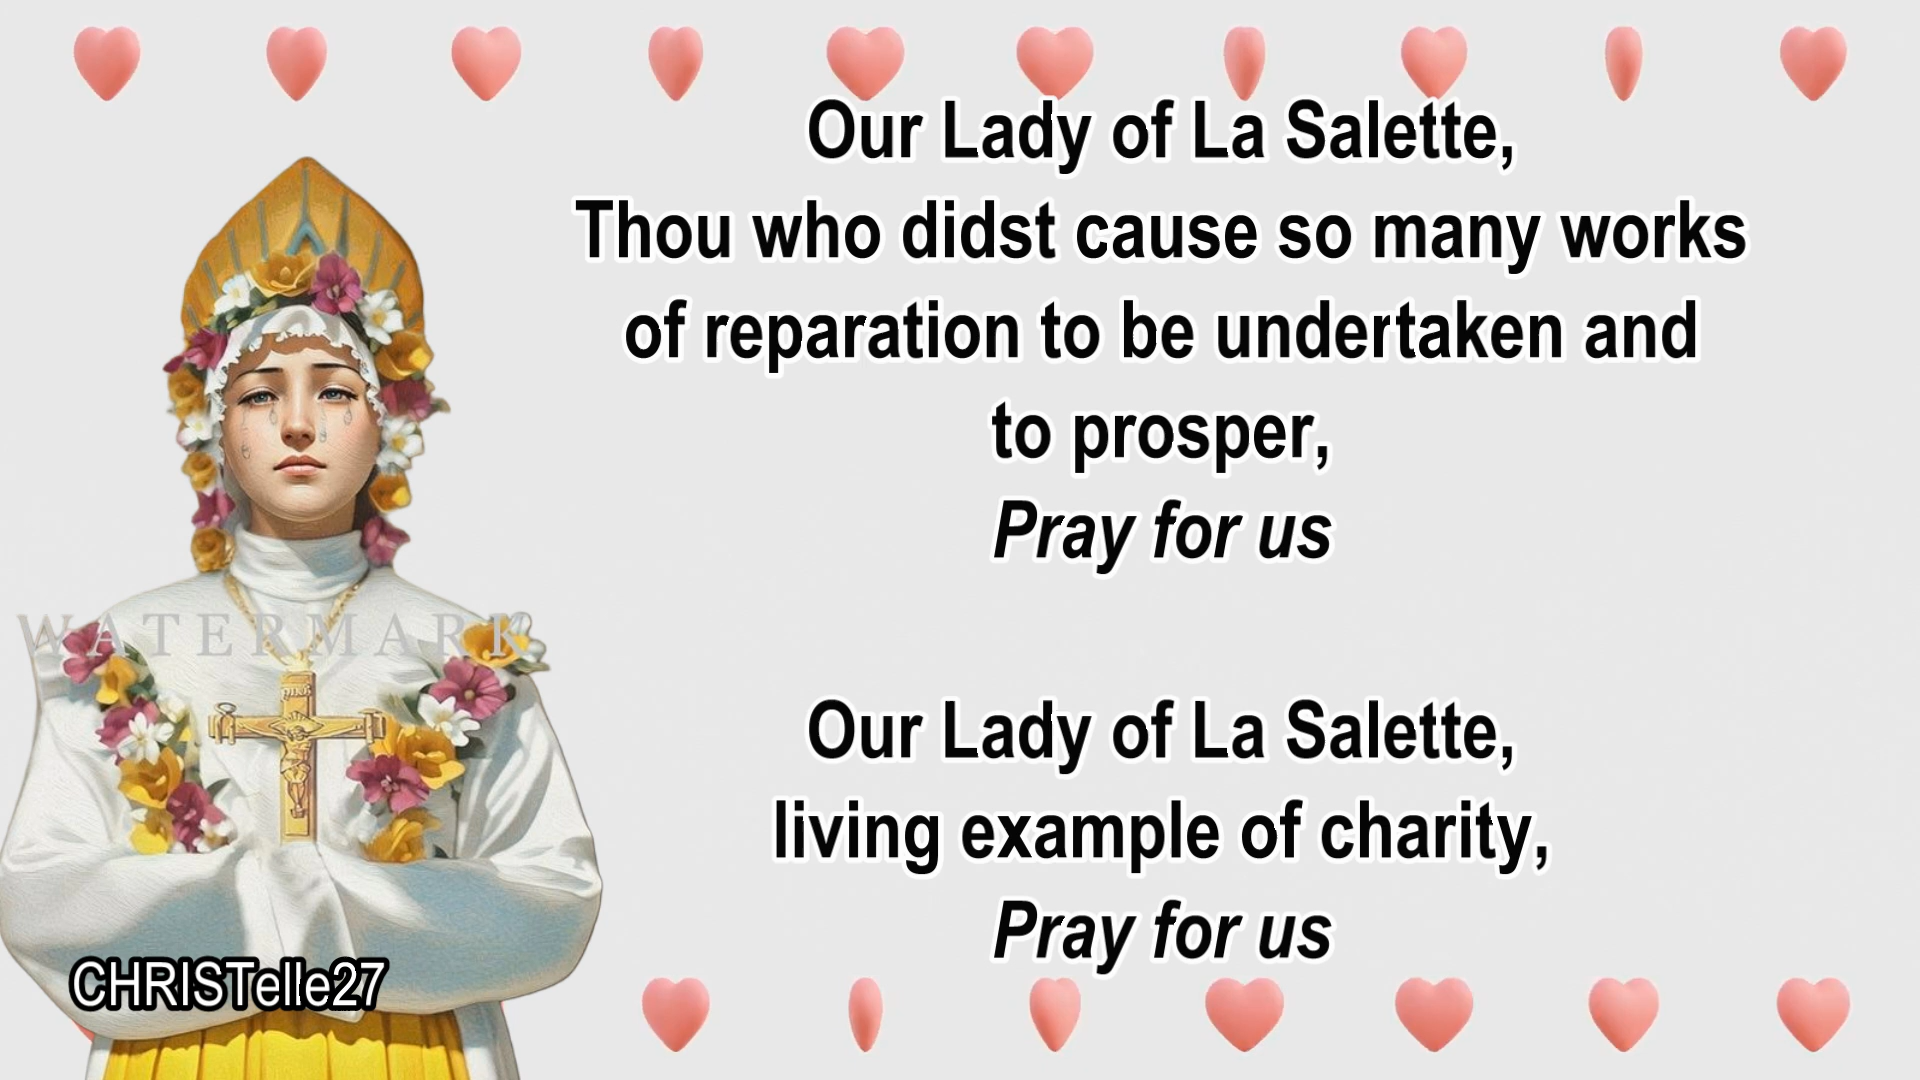 Our Lady of La Salette,
Thou who didst cause so many works
of reparation to be undertaken and
to prosper,
Pray for us
Our Lady of La Salette,
living example of charity,
Pray for us
WATERMARK
CHRISTelle27